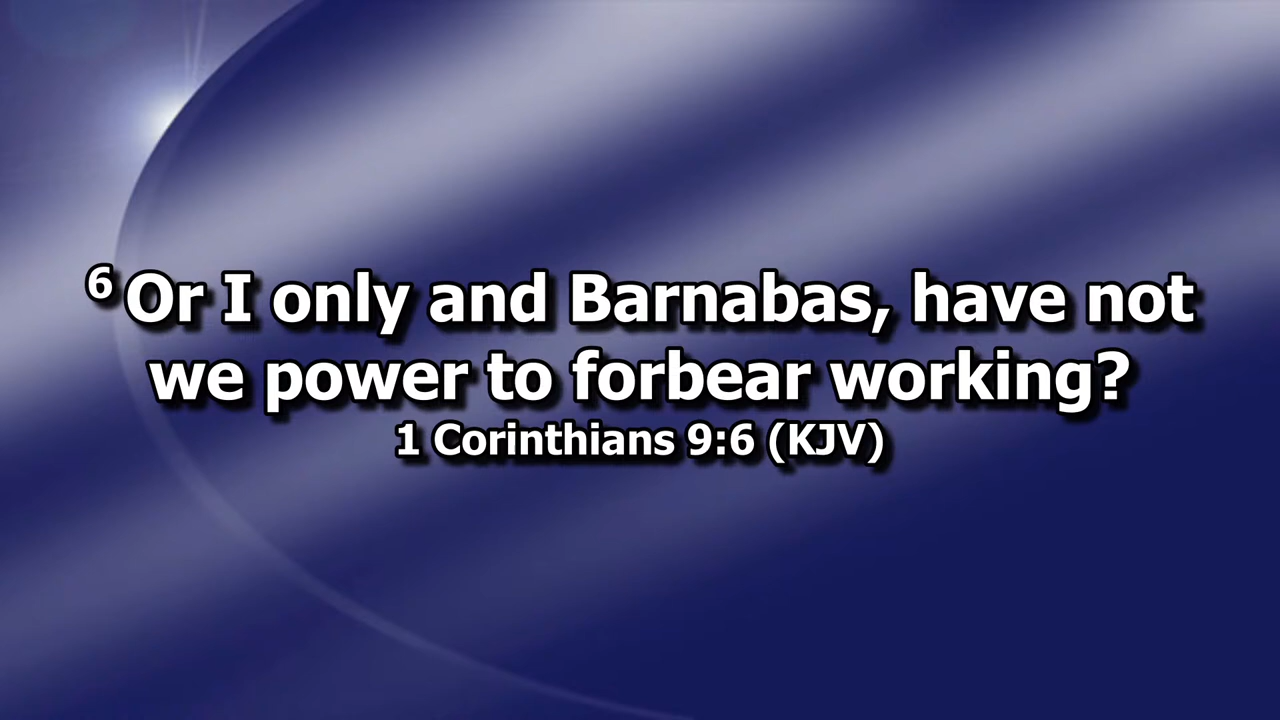 6 Or I only and Barnabas, have not
we power to forbear working?
1 Corinthians 9:6 (KJV)